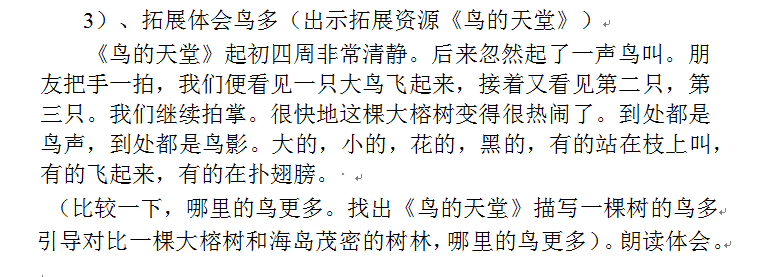 3）、拓展体会鸟多（出示拓展资源《鸟的天堂》）
《鸟的天堂》起初四周非常清静。后来忽然起了一声鸟叫。朋
友把手一拍，我们便看见一只大鸟飞起来，接着又看见第二只，第
三只。我们继续拍掌。很快地这棵大榕树变得很热闹了。到处都是
鸟声，到处都是鸟影。大的，小的，花的，黑的，有的站在枝上叫，
有的飞起来，有的在扑翅膀。
（比较一下，哪里的鸟更多。找出《鸟的天堂》描写一棵树的鸟多
引导对比一棵大榕树和海岛茂密的树林，哪里的鸟更多）。朗读体会。